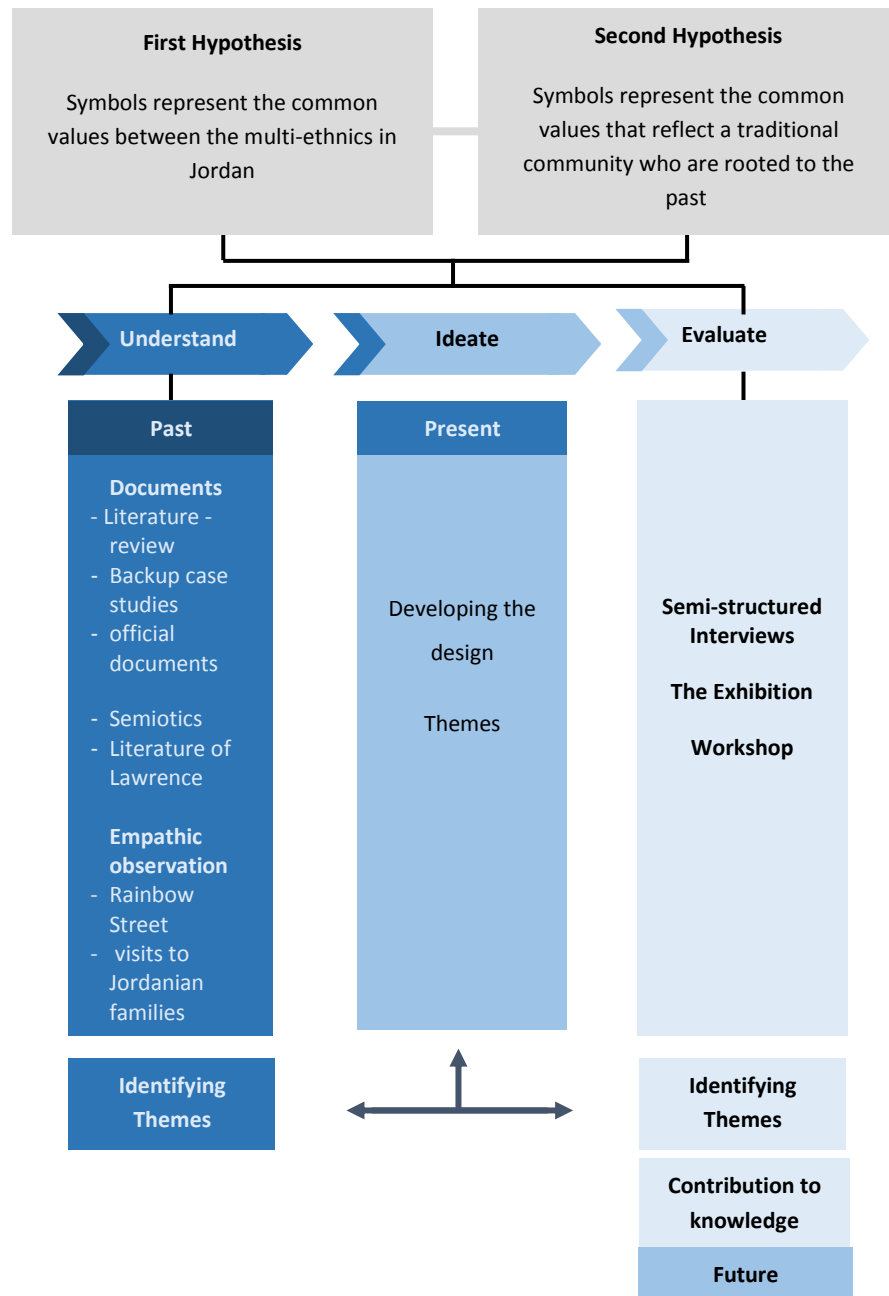 First Hypothesis
Symbols represent the common
values between the multi-ethnics in
Jordan
Second Hypothesis
Symbols represent the common
values that reflect a traditional
community who are rooted to the
past
Understand
Ideate
Evaluate
Past
Documents
- Literature -
review
- Backup case
studies
- official
documents
- Semiotics
- Literature of
Lawrence
Empathic
observation
- Rainbow
Street
- visits to
Jordanian
families
Identifying
Themes
Present
Developing the
design
Themes
Semi-structured
Interviews
The Exhibition
Workshop
Identifying
Themes
Contribution to
knowledge
Future